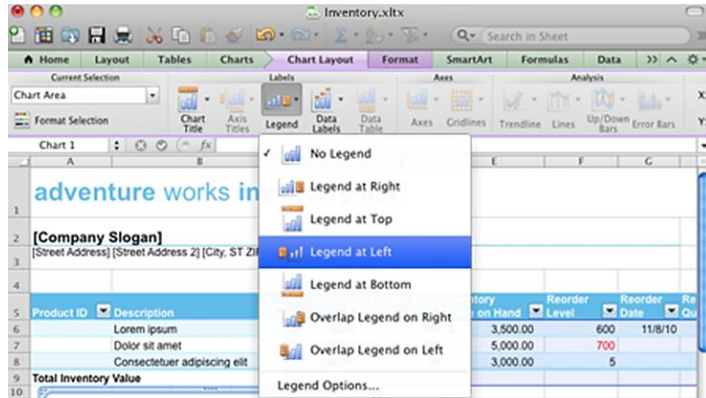 Inventory.xltx
Search in Sheet
Home Layout Tables Charts Chart Layout Format SmartArt Formulas Data
Current Selection Labels Axes Analysis
Chart Area
Format Selection
Chart Title
Axis Titles
Legend
Data Labels
Data Table
Axes
Gridlines
Trendline
Lines
Up/Down Bars
Error Bars
X
Y
Chart 1 fx
A B E F G
1 adventure works in
2 [Company Slogan]
3 [Street Address] [Street Address 2] [City, ST ZI
4
✓ No Legend
Legend at Right
Legend at Top
Legend at Left
Legend at Bottom
Overlap Legend on Right
Overlap Legend on Left
Legend Options...
5 Product ID Description on Hand Reorder Level Reorder Date
6 Lorem ipsum 3,500.00 600 11/8/10
7 Dolor sit amet 5,000.00 700
8 Consectetuer adipiscing elit 3,000.00 5
9 Total Inventory Value
10